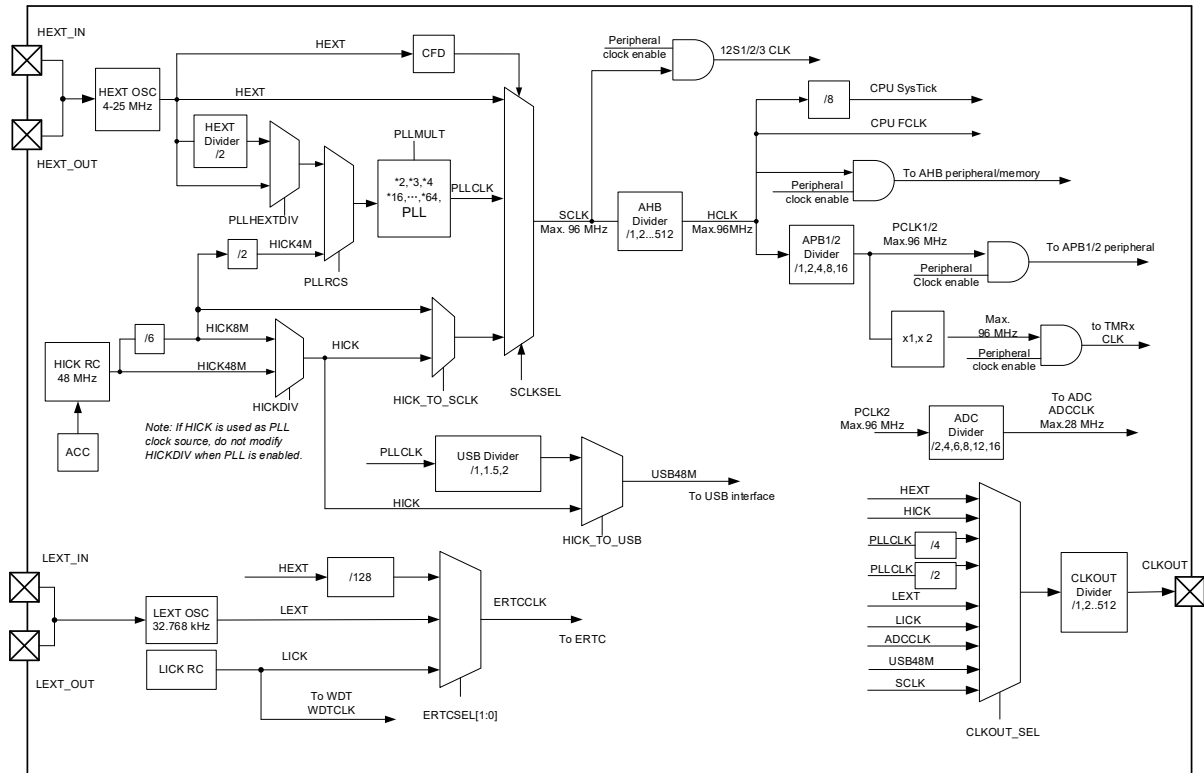 HEXT_IN
HEXT_OUT
HEXT OSC
4-25 MHz
HEXT
CFD
HEXT
HEXT
Divider
/2
PLLHEXTDIV
PLLRCS
PLLMULT
*2,*3,*4
*16,···,*64,
PLL
PLLCLK
/2
HICK4M
Peripheral
clock enable
12S1/2/3 CLK
/8
CPU SysTick
CPU FCLK
Peripheral
clock enable
To AHB peripheral/memory
SCLK
Max. 96 MHz
AHB
Divider
/1,2...512
HCLK
Max.96MHz
APB1/2
Divider
/1,2,4,8,16
PCLK1/2
Max.96 MHz
Peripheral
Clock enable
To APB1/2 peripheral
x1,x 2
Max.
96 MHz
Peripheral
clock enable
to TMRx
CLK
HICK RC
48 MHz
ACC
/6
HICK8M
HICK48M
HICKDIV
HICK
HICK_TO_SCLK
SCLKSEL
Note: If HICK is used as PLL
clock source, do not modify
HICKDIV when PLL is enabled.
PLLCLK
USB Divider
/1,1.5,2
HICK
HICK_TO_USB
USB48M
To USB interface
PCLK2
Max.96 MHz
ADC
Divider
/2,4,6,8,12,16
To ADC
ADCCLK
Max.28 MHz
LEXT_IN
LEXT_OUT
LEXT OSC
32.768 kHz
LICK RC
HEXT
/128
LEXT
LICK
To WDT
WDTCLK
ERTCSEL[1:0]
ERTCCLK
To ERTC
HEXT
HICK
PLLCLK
/4
PLLCLK
/2
LEXT
LICK
ADCCLK
USB48M
SCLK
CLKOUT_SEL
CLKOUT
Divider
/1,2..512
CLKOUT